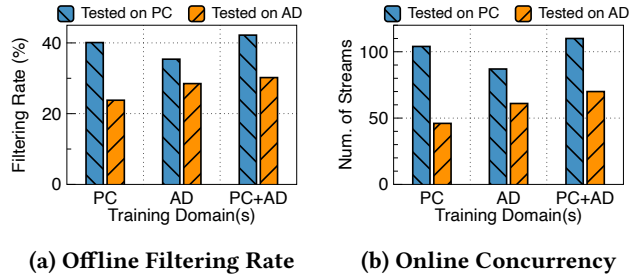 Tested on PC Tested on AD
Filtering Rate (%)
40
20
0
PC AD PC+AD
Training Domain(s)
(a) Offline Filtering Rate
Tested on PC Tested on AD
Num. of Streams
100
50
0
PC AD PC+AD
Training Domain(s)
(b) Online Concurrency